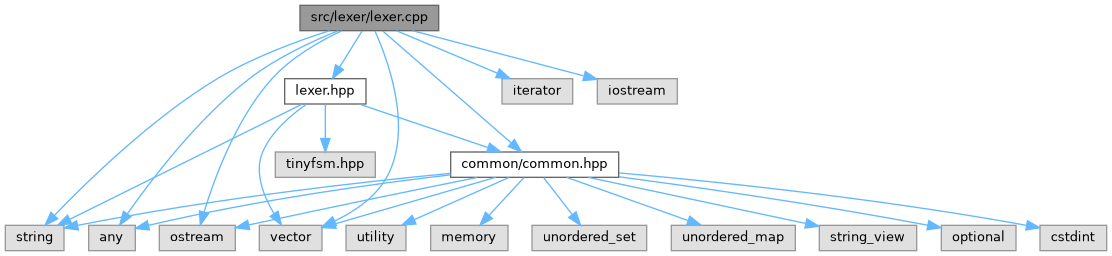 src/lexer/lexer.cpp
lexer.hpp
iterator
iostream
tinyfsm.hpp
common/common.hpp
string
any
ostream
vector
utility
memory
unordered_set
unordered_map
string_view
optional
cstdint